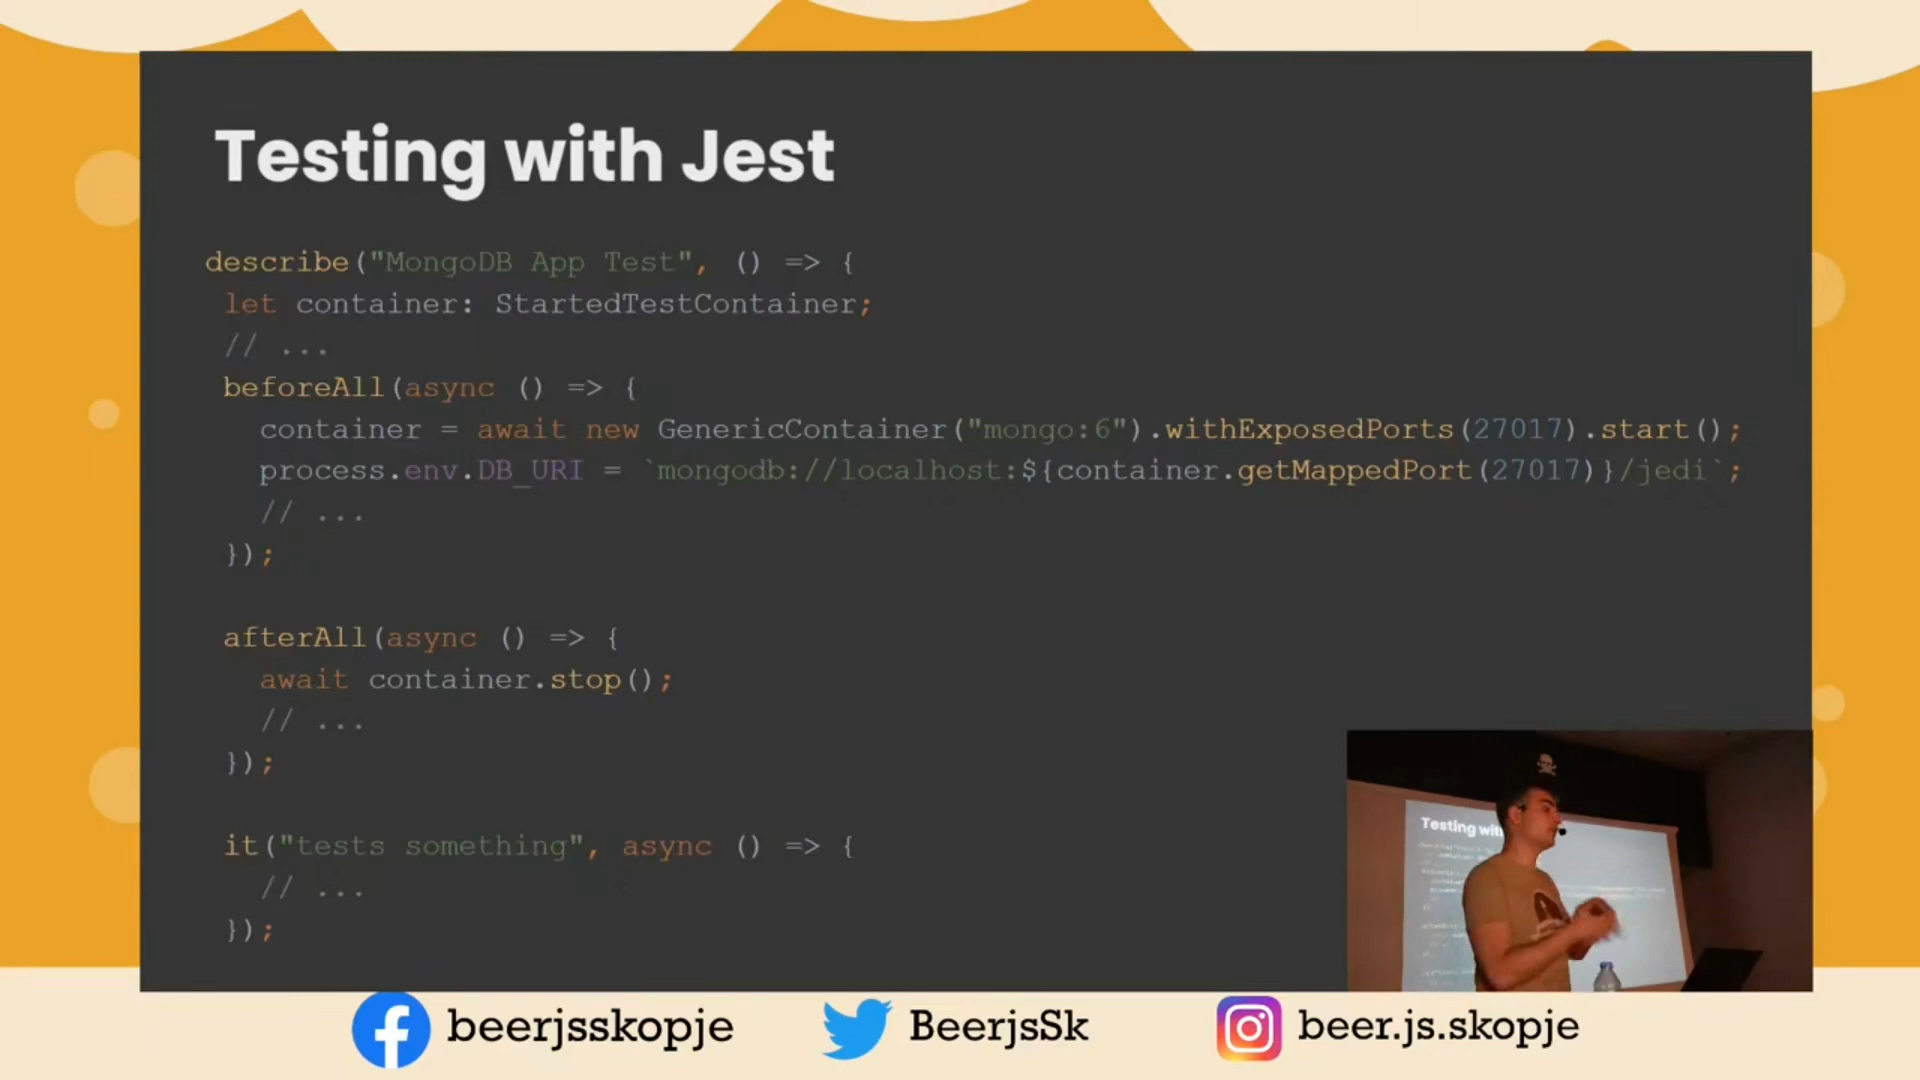 Testing with Jest
describe("MongoDB App Test", () => {
let container: StartedTestContainer;
// ...
beforeAll(async () => {
container = await new GenericContainer("mongo:6").withExposedPorts(27017).start();
process.env.DB_URI = `mongodb://localhost:${container.getMappedPort(27017)}/jedi`;
// ...
});
afterAll(async () => {
await container.stop();
// ...
});
it("tests something", async () => {
// ...
});
Testing with
beerjsskopje
BeerjsSk
beer.js.skopje